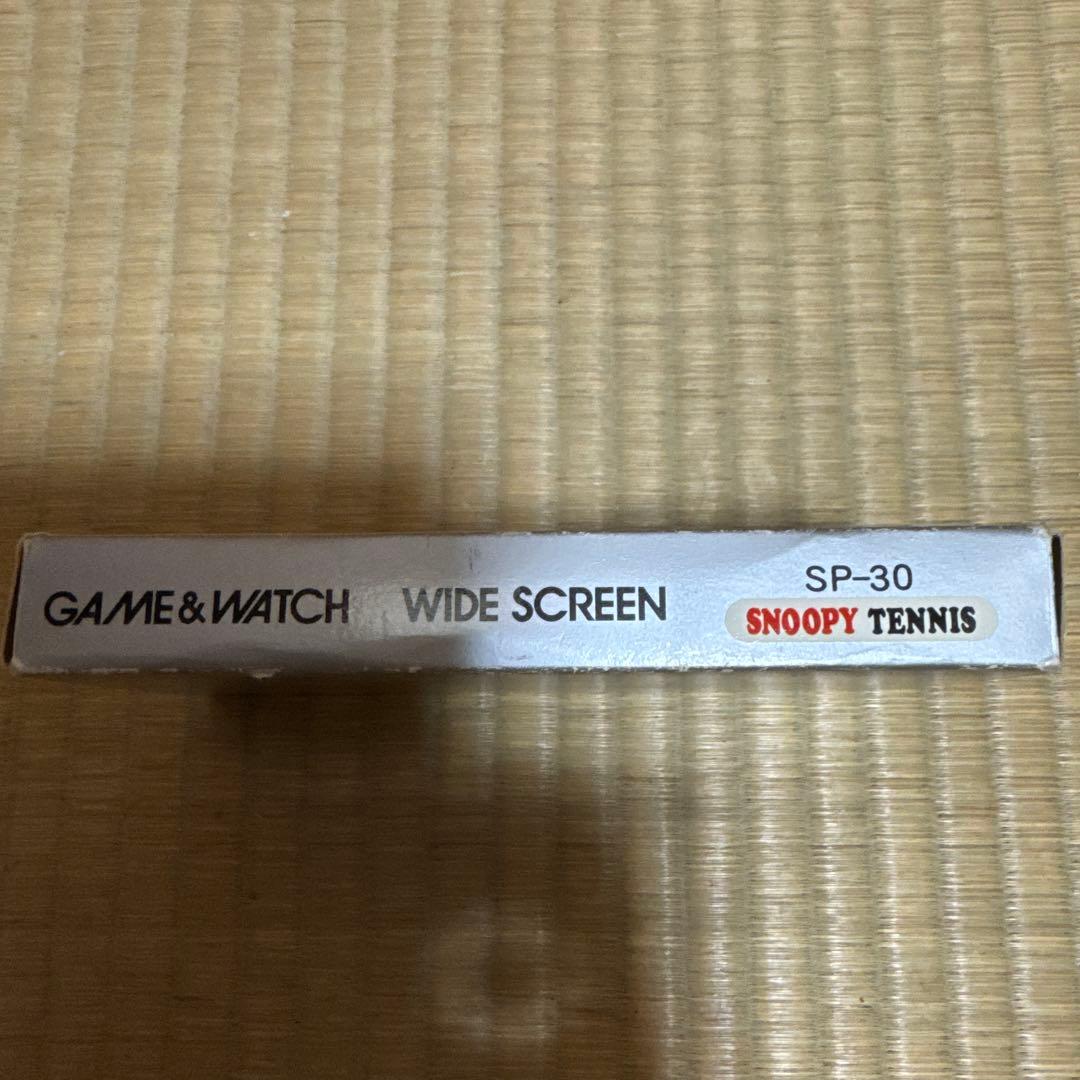 GAME&WATCH WIDE SCREEN
SP-30
SNOOPY TENNIS